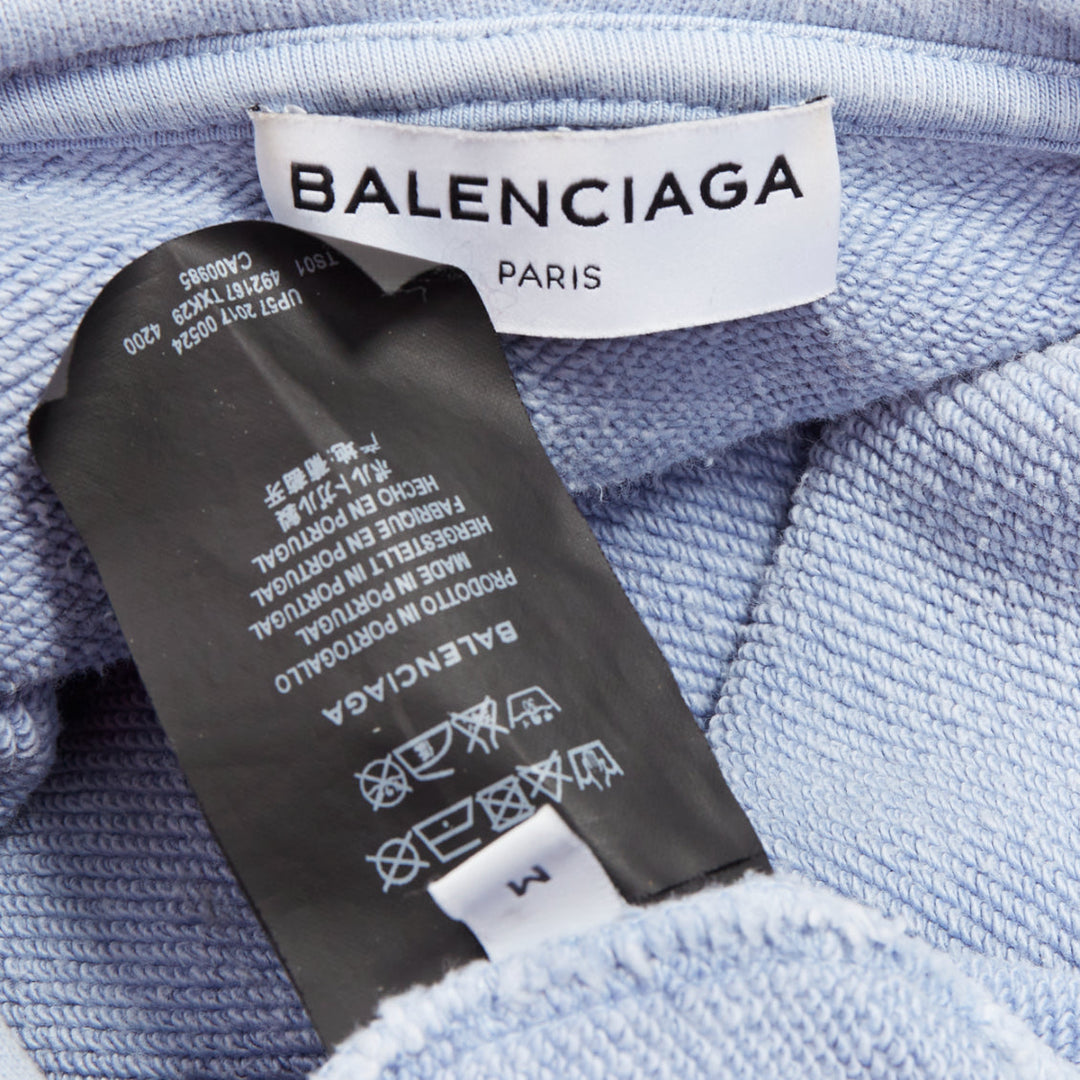 BALENCIAGA
PARIS
BALENCIAGA
PRODOTTO IN PORTOGALLO
MADE IN PORTUGAL
HERGESTELLT IN PORTUGAL
FABRIQUE EN PORTUGAL
HECHO EN PORTUGAL
ポルトガル製
产地:葡萄牙
UP57 2017 00524
492167 TXK29 4200
TS01
CA00985
M